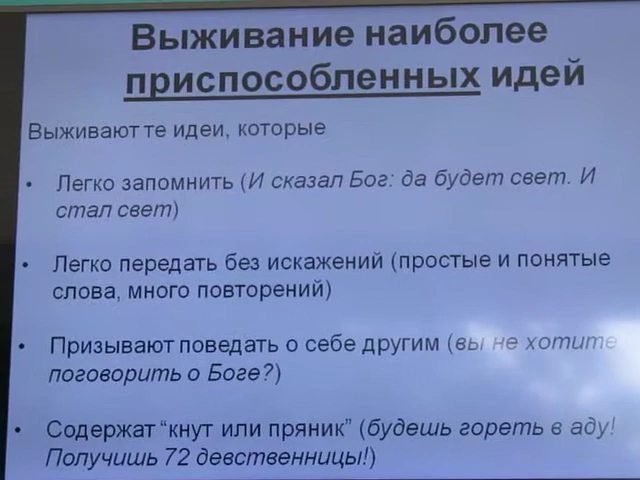 Выживание наиболее
приспособленных идей
Выживают те идеи, которые
• Легко запомнить (И сказал Бог: да будет свет. И
стал свет)
• Легко передать без искажений (простые и понятые
слова, много повторений)
• Призывают поведать о себе другим (вы не хотите
поговорить о Боге?)
• Содержат “кнут или пряник” (будешь гореть в аду!
Получишь 72 девственницы!)